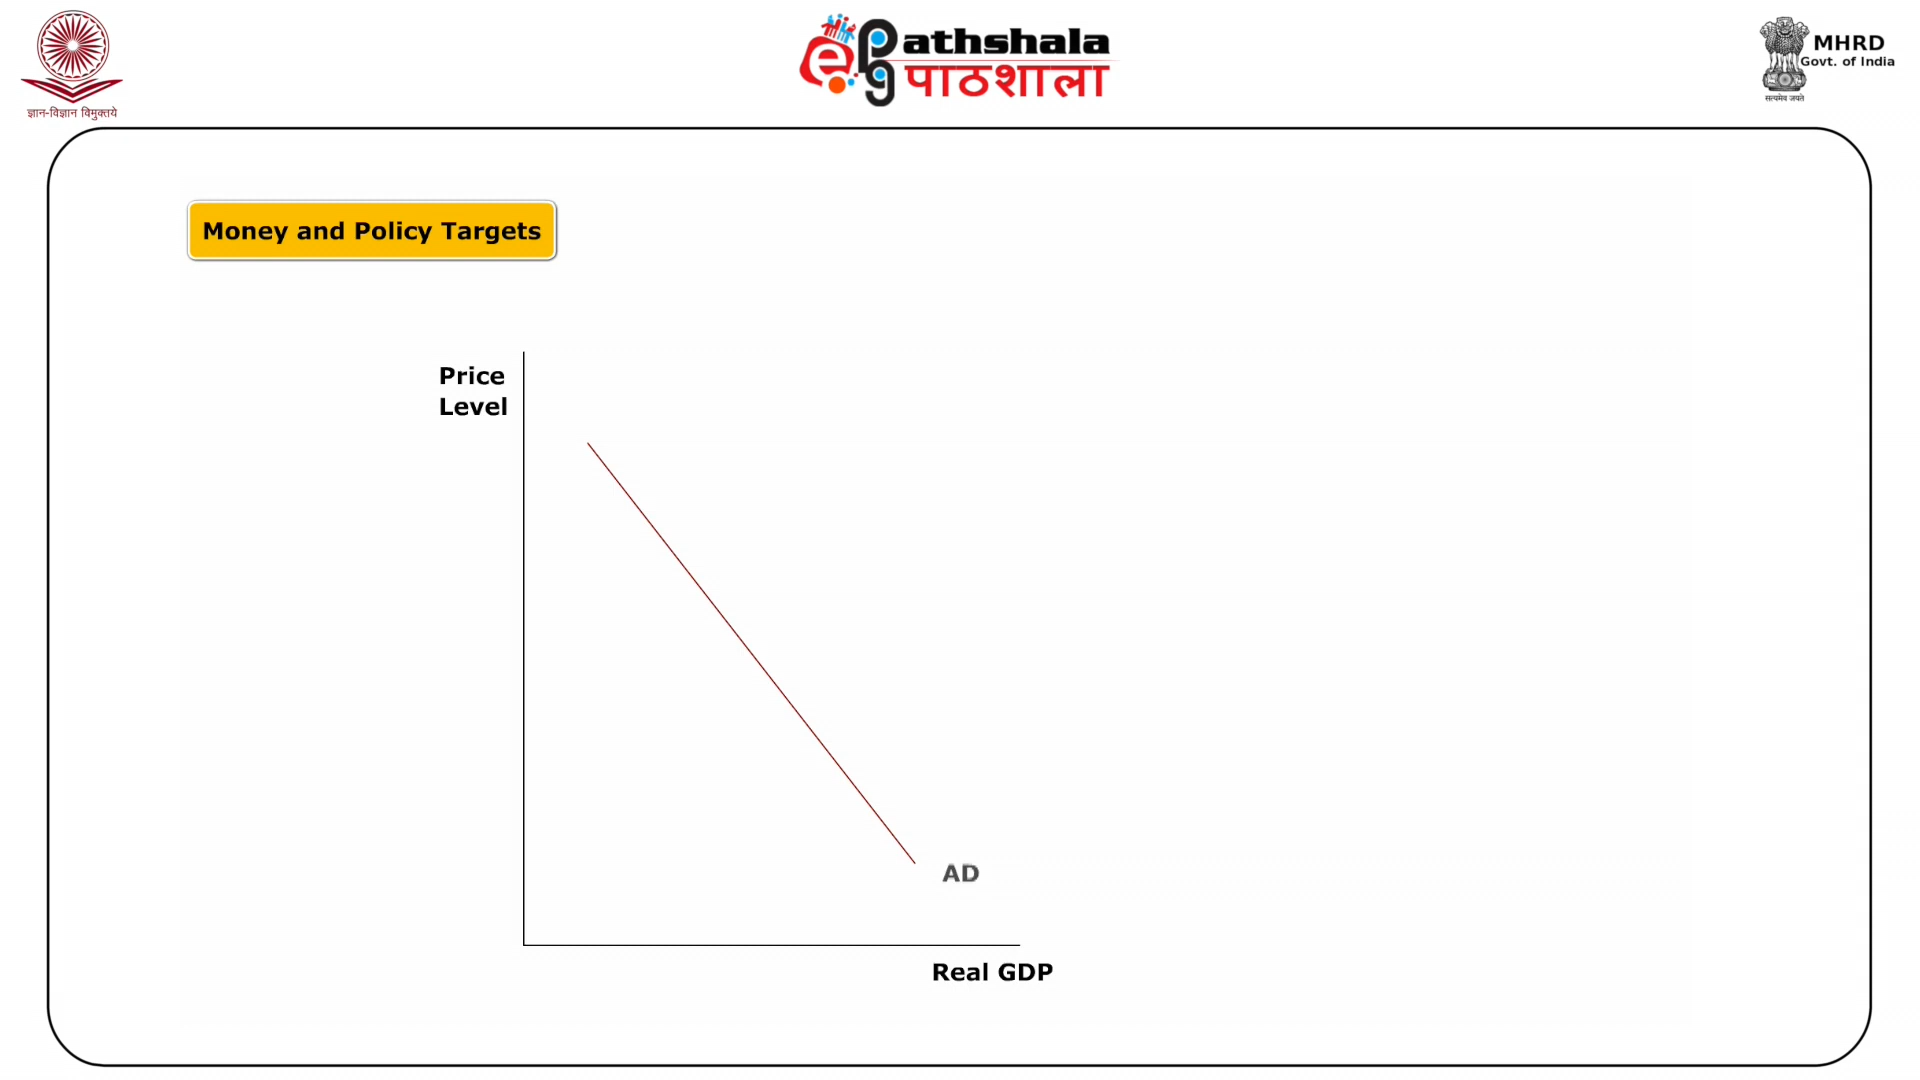 ज्ञान-विज्ञान विमुक्तये
ePg athshala
पाठशाला
MHRD
Govt. of India
सत्यमेव जयते
Money and Policy Targets
Price
Level
AD
Real GDP